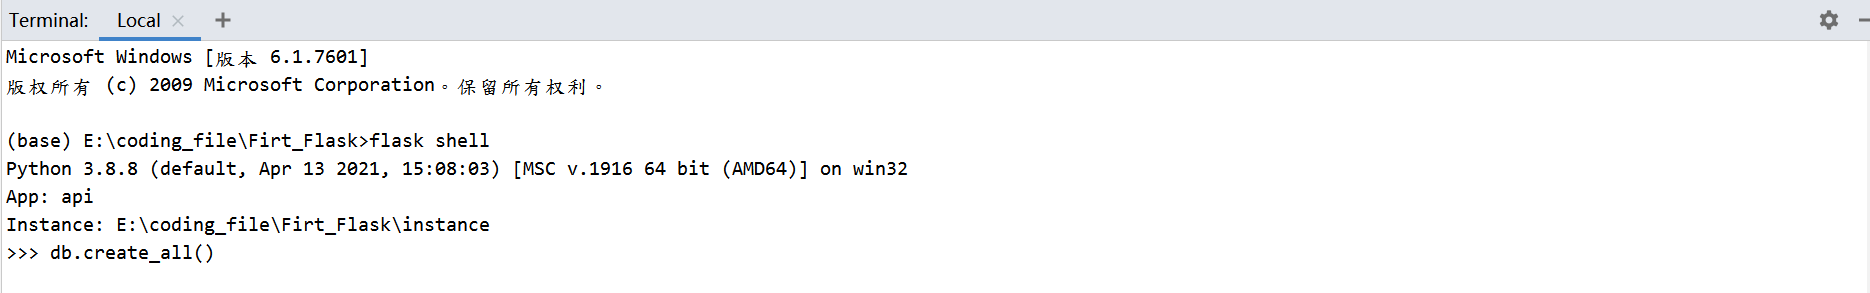 Terminal: Local × +
Microsoft Windows [版本 6.1.7601]
版权所有 (c) 2009 Microsoft Corporation。保留所有权利。
(base) E:\coding_file\Firt_Flask>flask shell
Python 3.8.8 (default, Apr 13 2021, 15:08:03) [MSC v.1916 64 bit (AMD64)] on win32
App: api
Instance: E:\coding_file\Firt_Flask\instance
>>> db.create_all()